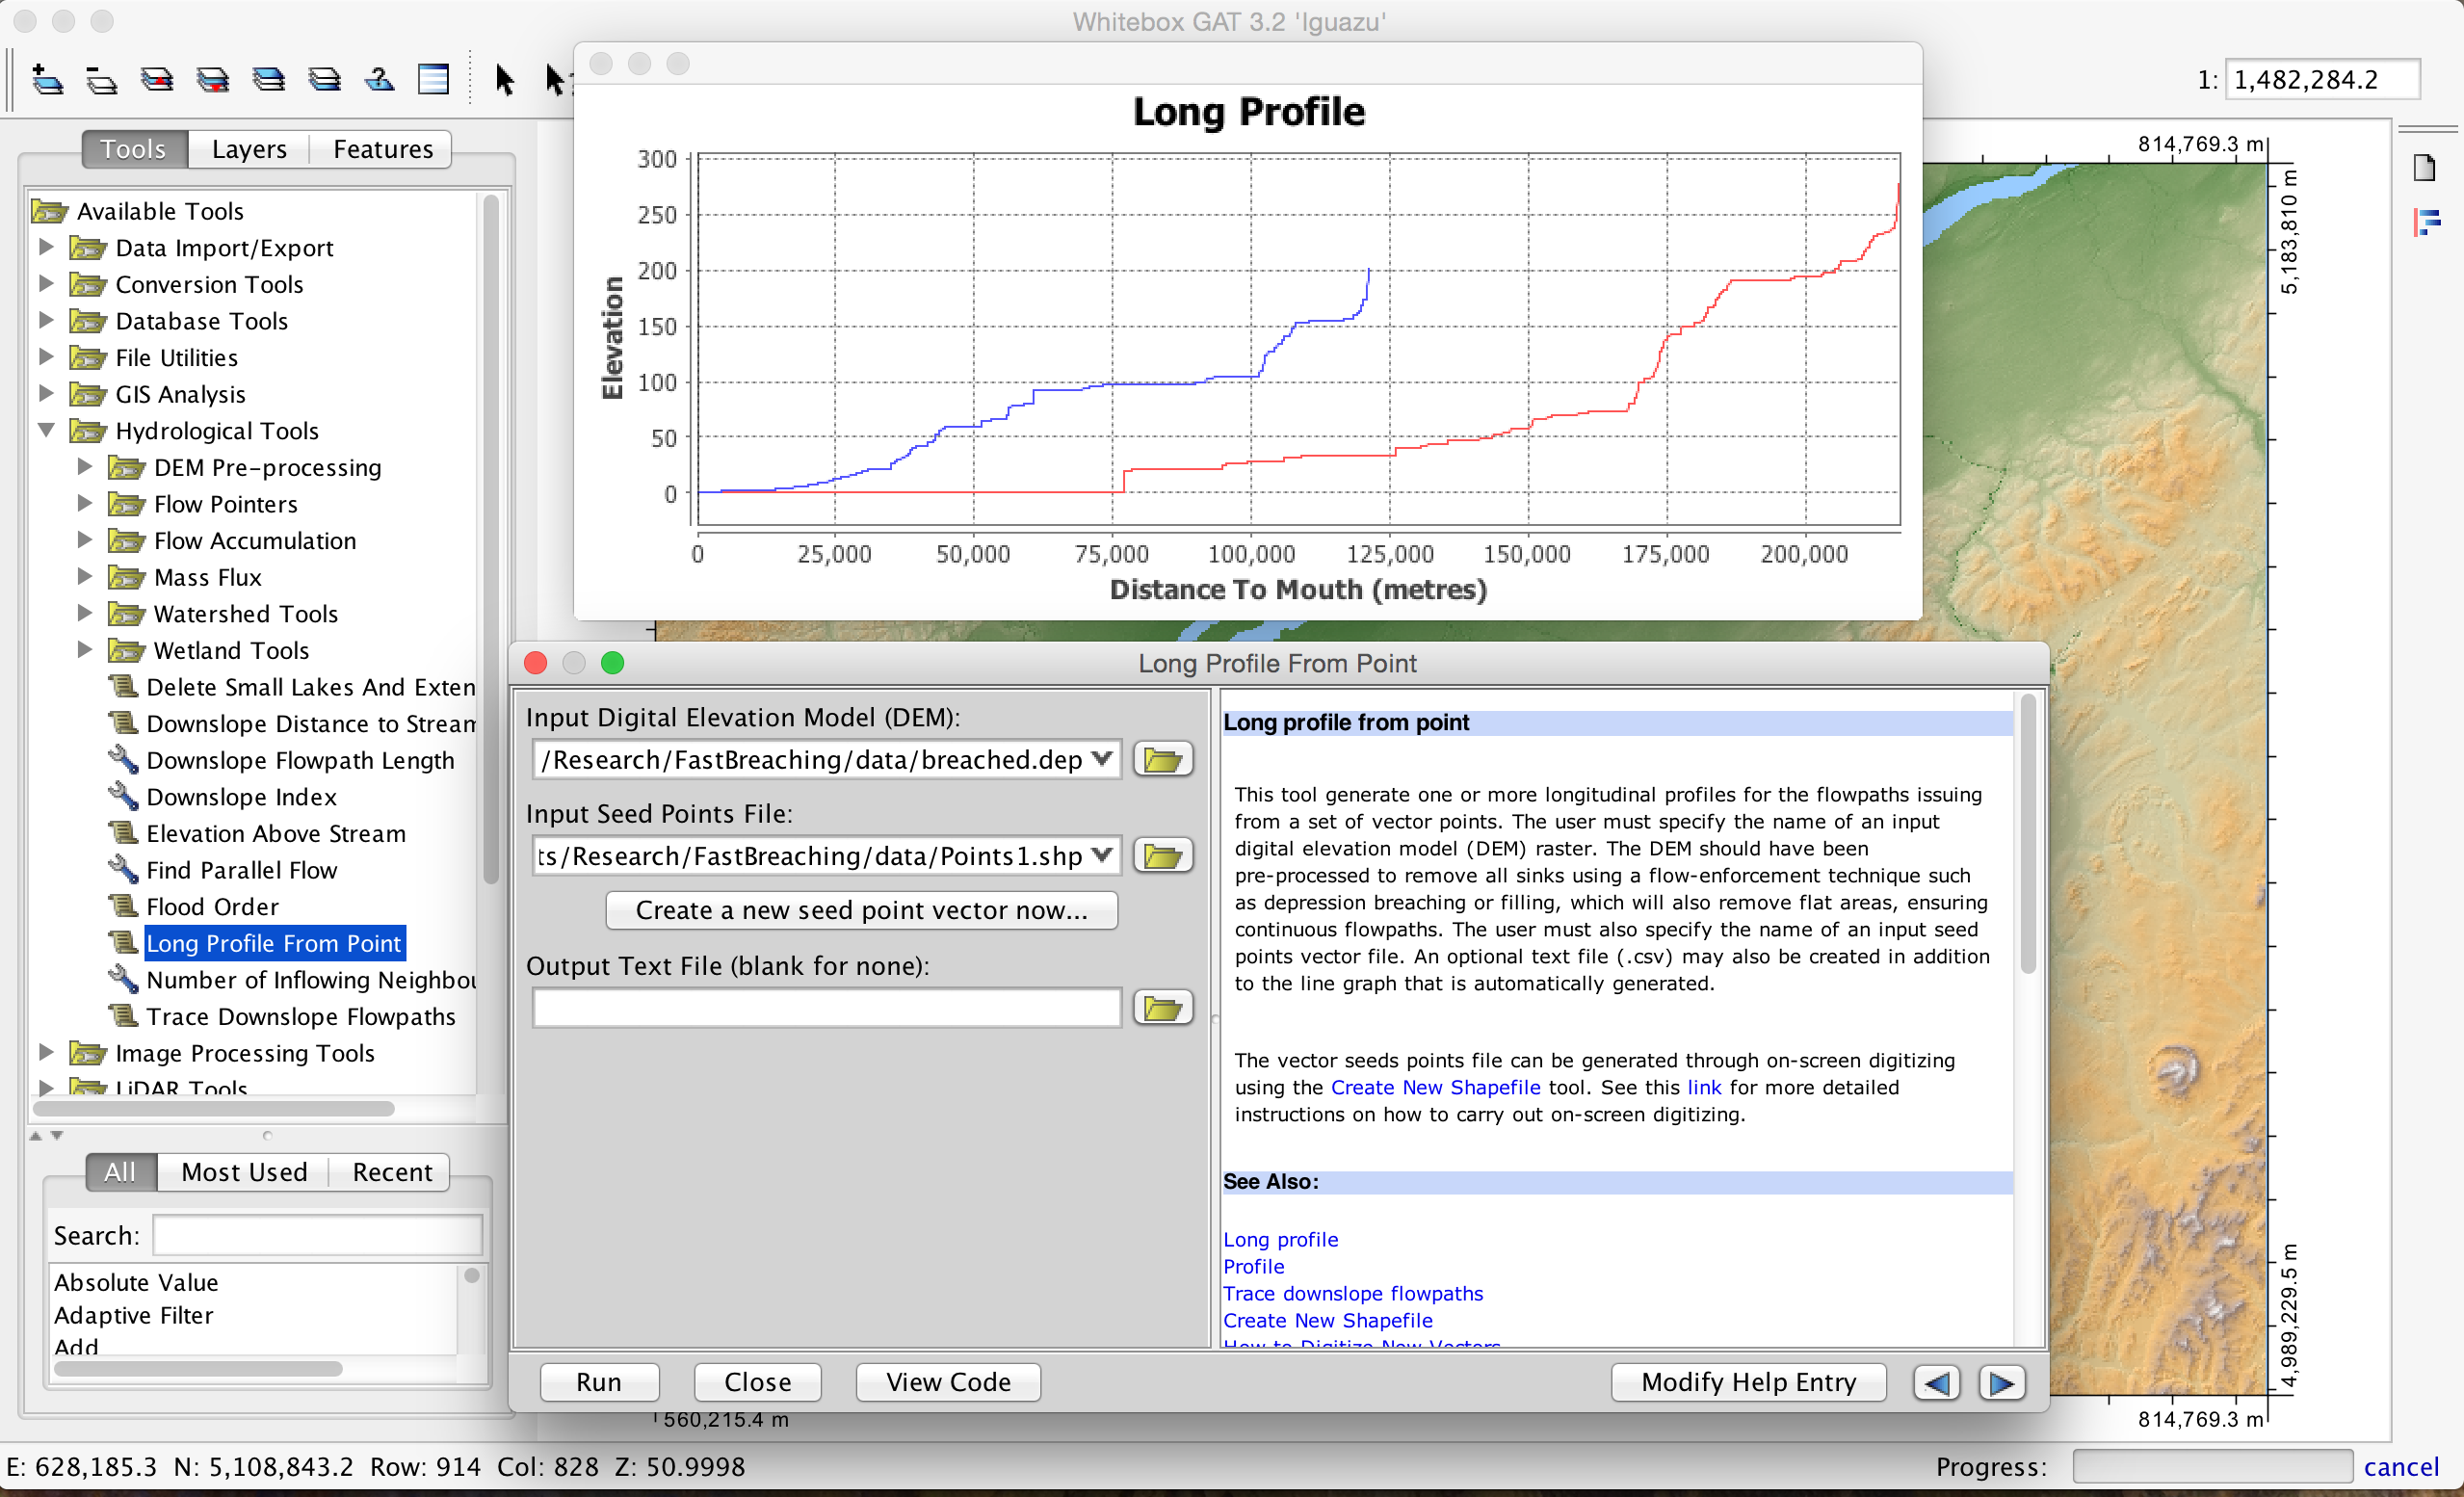 Whitebox GAT 3.2 'Iguazu'
1: 1,482,284.2
Tools Layers Features
Available Tools
Data Import/Export
Conversion Tools
Database Tools
File Utilities
GIS Analysis
Hydrological Tools
DEM Pre-processing
Flow Pointers
Flow Accumulation
Mass Flux
Watershed Tools
Wetland Tools
Delete Small Lakes And Exten
Downslope Distance to Stream
Downslope Flowpath Length
Downslope Index
Elevation Above Stream
Find Parallel Flow
Flood Order
Long Profile From Point
Number of Inflowing Neighbou
Trace Downslope Flowpaths
Image Processing Tools
LiDAR Tools
All Most Used Recent
Search:
Absolute Value
Adaptive Filter
Add
Long Profile
300
250
200
150
100
50
0
Elevation
0 25,000 50,000 75,000 100,000 125,000 150,000 175,000 200,000
Distance To Mouth (metres)
814,769.3 m
5,183,810 m
Long Profile From Point
Input Digital Elevation Model (DEM):
/Research/FastBreaching/data/breached.dep
Input Seed Points File:
ts/Research/FastBreaching/data/Points1.shp
Create a new seed point vector now...
Output Text File (blank for none):
Long profile from point
This tool generate one or more longitudinal profiles for the flowpaths issuing
from a set of vector points. The user must specify the name of an input
digital elevation model (DEM) raster. The DEM should have been
pre-processed to remove all sinks using a flow-enforcement technique such
as depression breaching or filling, which will also remove flat areas, ensuring
continuous flowpaths. The user must also specify the name of an input seed
points vector file. An optional text file (.csv) may also be created in addition
to the line graph that is automatically generated.
The vector seeds points file can be generated through on-screen digitizing
using the Create New Shapefile tool. See this link for more detailed
instructions on how to carry out on-screen digitizing.
See Also:
Long profile
Profile
Trace downslope flowpaths
Create New Shapefile
How to Digitize New Vectors
Run Close View Code Modify Help Entry
4,989,229.5 m
560,215.4 m
814,769.3 m
E: 628,185.3 N: 5,108,843.2 Row: 914 Col: 828 Z: 50.9998
Progress: cancel